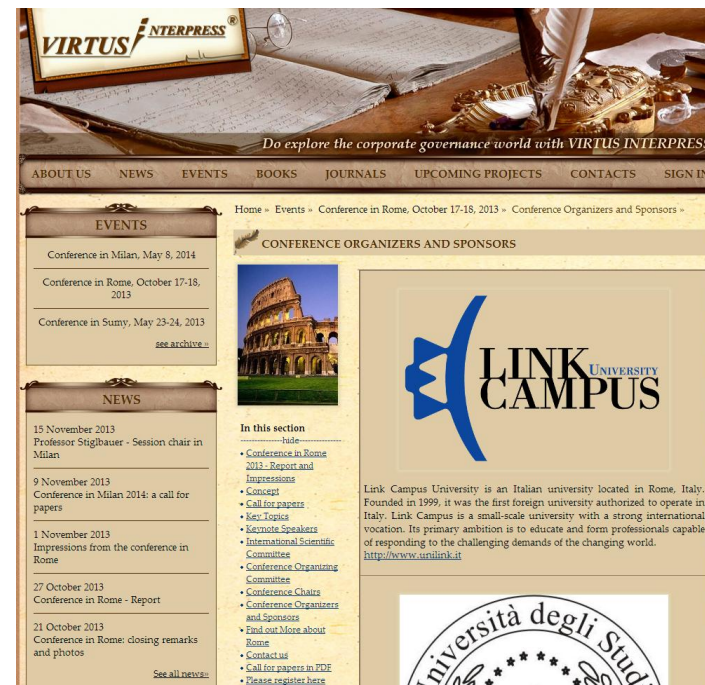 VIRTUS INTERPRESS®
Do explore the corporate governance world with VIRTUS INTERPRESS
ABOUT US NEWS EVENTS BOOKS JOURNALS UPCOMING PROJECTS CONTACTS SIGN IN
Home » Events » Conference in Rome, October 17-18, 2013 » Conference Organizers and Sponsors »
EVENTS
Conference in Milan, May 8, 2014
Conference in Rome, October 17-18,
2013
Conference in Sumy, May 23-24, 2013
see archive »
NEWS
15 November 2013
Professor Stiglbauer - Session chair in
Milan
9 November 2013
Conference in Milan 2014: a call for
papers
1 November 2013
Impressions from the conference in
Rome
27 October 2013
Conference in Rome - Report
21 October 2013
Conference in Rome: closing remarks
and photos
See all news»
CONFERENCE ORGANIZERS AND SPONSORS
In this section
---------------hide---------------
• Conference in Rome
2013 - Report and
Impressions
• Concept
• Call for papers
• Key Topics
• Keynote Speakers
• International Scientific
Committee
• Conference Organizing
Committee
• Conference Chairs
• Conference Organizers
and Sponsors
• Find out More about
Rome
• Contact us
• Call for papers in PDF
• Please register here
LINK UNIVERSITY
CAMPUS
Link Campus University is an Italian university located in Rome, Italy.
Founded in 1999, it was the first foreign university authorized to operate in
Italy. Link Campus is a small-scale university with a strong international
vocation. Its primary ambition is to educate and form professionals capable
of responding to the challenging demands of the changing world.
http://www.unilink.it
Università degli Stud